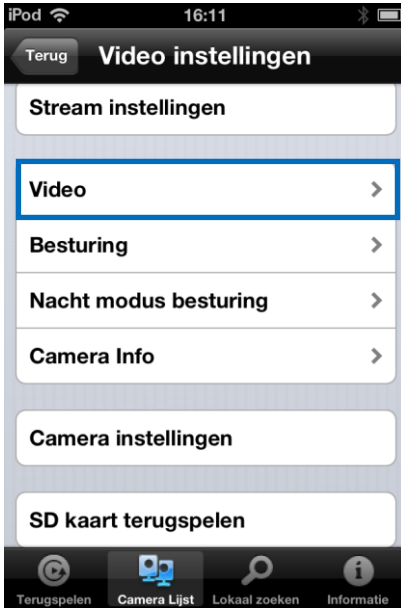 iPod 16:11
Terug Video instellingen
Stream instellingen
Video
Besturing
Nacht modus besturing
Camera Info
Camera instellingen
SD kaart terugspelen
Terugspelen Camera Lijst Lokaal zoeken Informatie